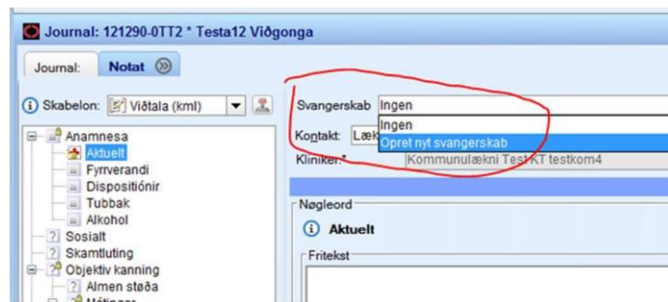 Journal: 121290-0TT2 * Testa12 Viðgonga
Journal:
Notat
Skabelon:
Viðtala (kml)
Anamnesa
Aktuelt
Fyrrverandi
Dispositiónir
Tubbak
Alkohol
Sosialt
Skamtluting
Objektiv kanning
Almen støða
Svangerskab
Ingen
Ingen
Opret nyt svangerskab
Kontakt:
Kliniker:*
Kommunulækni Test KT testkom4
Nøgleord
Aktuelt
Fritekst